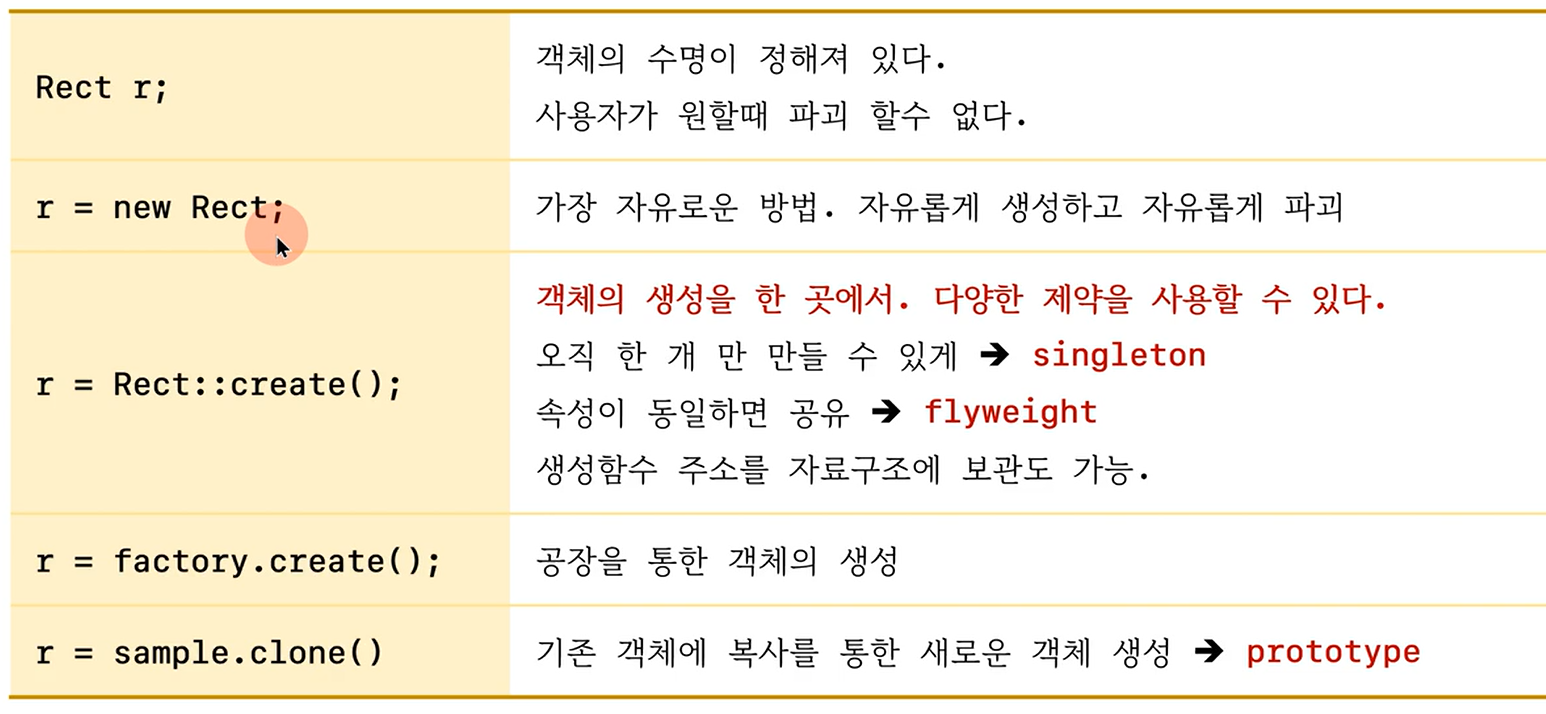 Rect r;
객체의 수명이 정해져 있다.
사용자가 원할때 파괴 할수 없다.
r = new Rect;
가장 자유로운 방법. 자유롭게 생성하고 자유롭게 파괴
r = Rect::create();
객체의 생성을 한 곳에서. 다양한 제약을 사용할 수 있다.
오직 한 개 만 만들 수 있게 ➔ singleton
속성이 동일하면 공유 ➔ flyweight
생성함수 주소를 자료구조에 보관도 가능.
r = factory.create();
공장을 통한 객체의 생성
r = sample.clone()
기존 객체에 복사를 통한 새로운 객체 생성 ➔ prototype